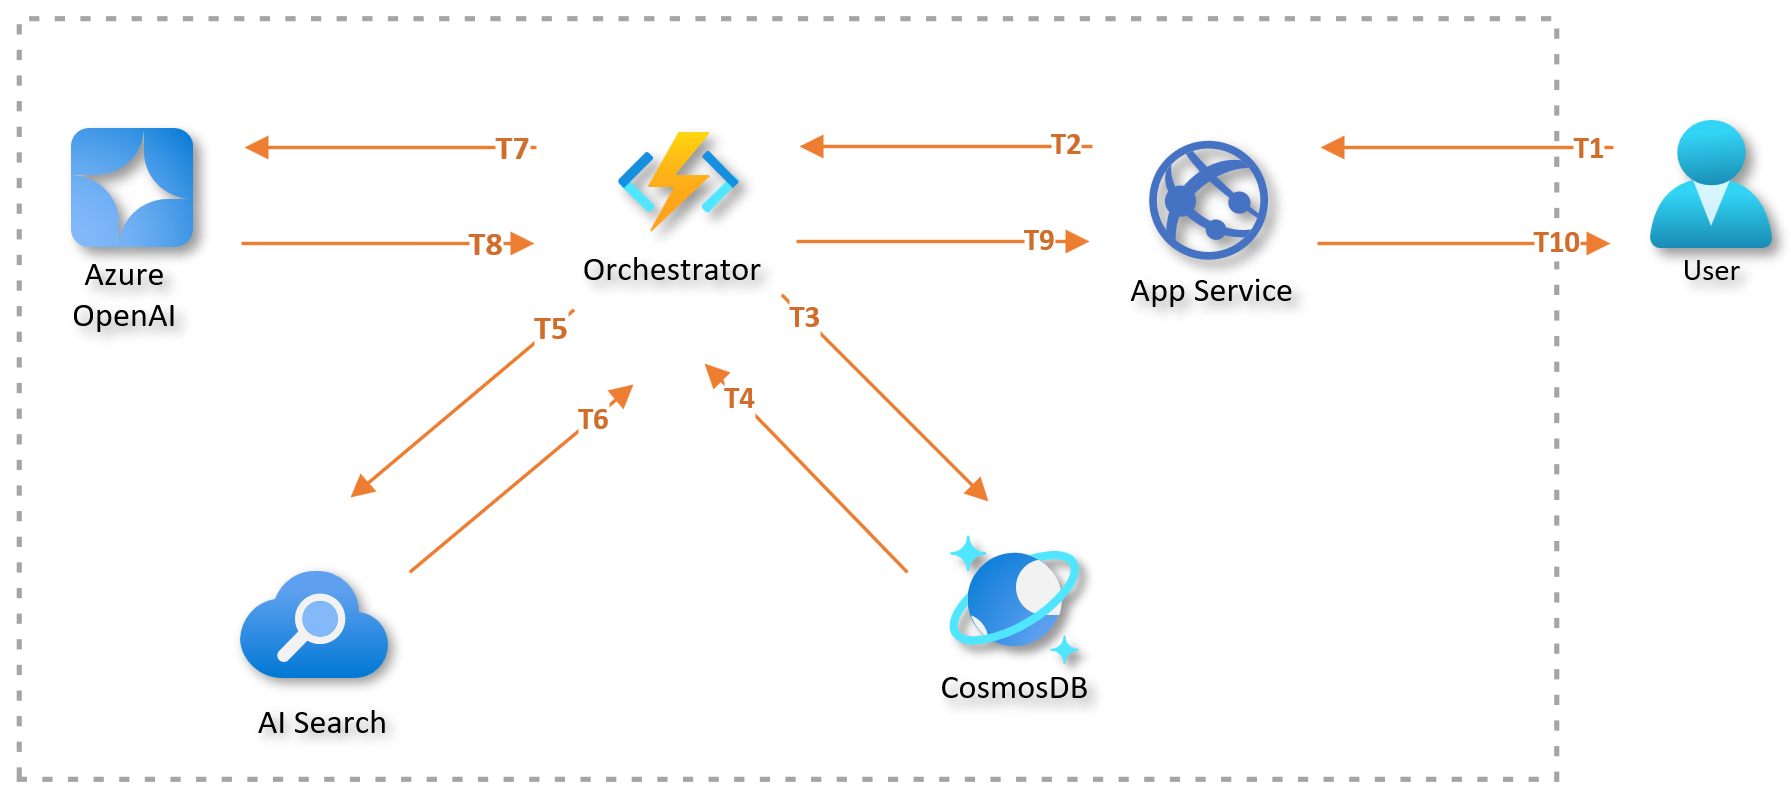 T7
T2
T1
T8
T9
T10
Azure
OpenAI
Orchestrator
App Service
User
T5
T3
T6
T4
AI Search
CosmosDB